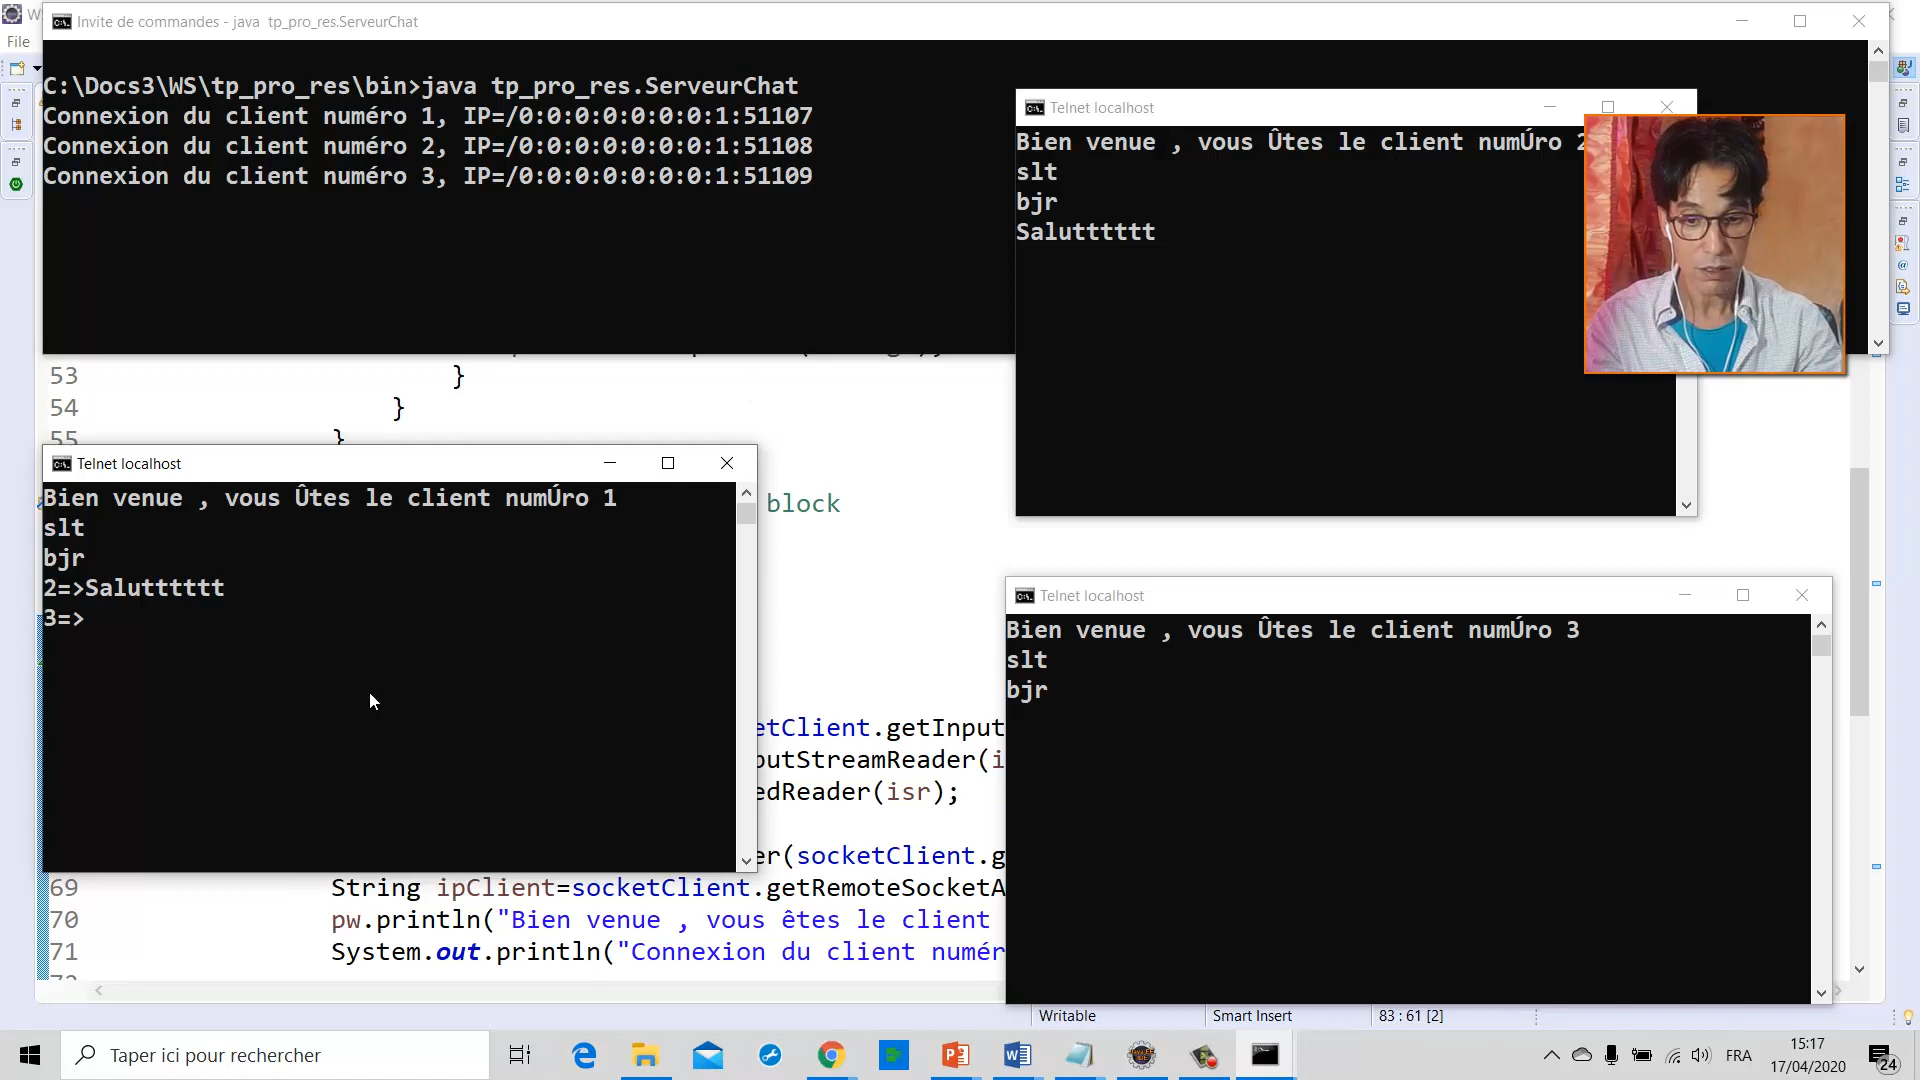 Invite de commandes - java  tp_pro_res.ServeurChat
File
C:\Docs3\WS\tp_pro_res\bin>java tp_pro_res.ServeurChat
Connexion du client numéro 1, IP=/0:0:0:0:0:0:0:1:51107
Connexion du client numéro 2, IP=/0:0:0:0:0:0:0:1:51108
Connexion du client numéro 3, IP=/0:0:0:0:0:0:0:1:51109
Telnet localhost
Bien venue , vous Ûtes le client numÚro 2
slt
bjr
Salutttttt
53 }
54 }
55 }
Telnet localhost
Bien venue , vous Ûtes le client numÚro 1
slt
bjr
2=>Salutttttt
3=>
block
Telnet localhost
Bien venue , vous Ûtes le client numÚro 3
slt
bjr
etClient.getInput
putStreamReader(i
edReader(isr);
er(socketClient.g
69 String ipClient=socketClient.getRemoteSocketA
70 pw.println("Bien venue , vous êtes le client
71 System.out.println("Connexion du client numér
Writable
Smart Insert
83 : 61 [2]
Taper ici pour rechercher
FRA
15:17
17/04/2020
24